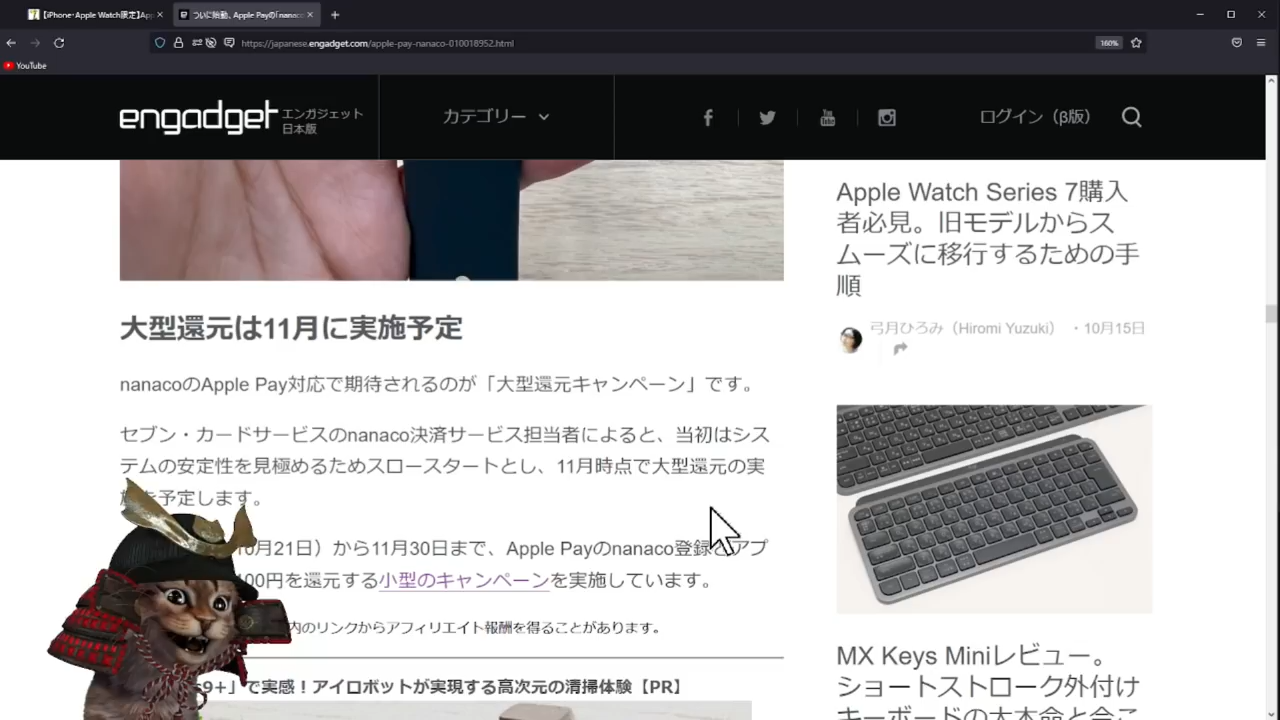 【iPhone・Apple Watch限定】App
ついに始動、Apple Payの「nanaco
https://japanese.engadget.com/apple-pay-nanaco-010018952.html
160%
YouTube
engadget
エンガジェット
日本版
カテゴリー
ログイン（β版）
Apple Watch Series 7購入
者必見。旧モデルからス
ムーズに移行するための手
順
弓月ひろみ（Hiromi Yuzuki）・10月15日
大型還元は11月に実施予定
nanacoのApple Pay対応で期待されるのが「大型還元キャンペーン」です。
セブン・カードサービスのnanaco決済サービス担当者によると、当初はシス
テムの安定性を見極めるためスロースタートとし、11月時点で大型還元の実
を予定します。
0月21日）から11月30日まで、Apple Payのnanaco登録とアプ
00円を還元する小型のキャンペーンを実施しています。
内のリンクからアフィリエイト報酬を得ることがあります。
9+」で実感！アイロボットが実現する高次元の清掃体験【PR】
MX Keys Miniレビュー。
ショートストローク外付け
キーボードの大本命と会こ